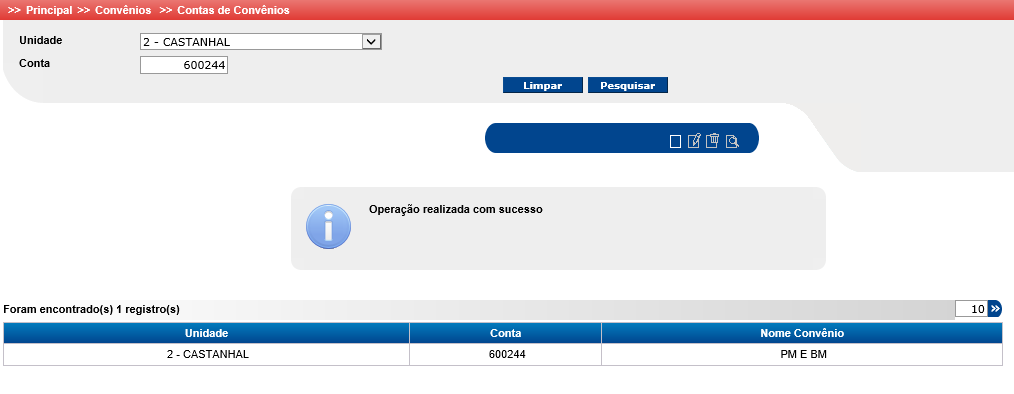 >> Principal >> Convênios >> Contas de Convênios
Unidade 2 - CASTANHAL
Conta 600244
Limpar Pesquisar
Operação realizada com sucesso
Foram encontrado(s) 1 registro(s) 10 »
Unidade Conta Nome Convênio
2 - CASTANHAL 600244 PM E BM